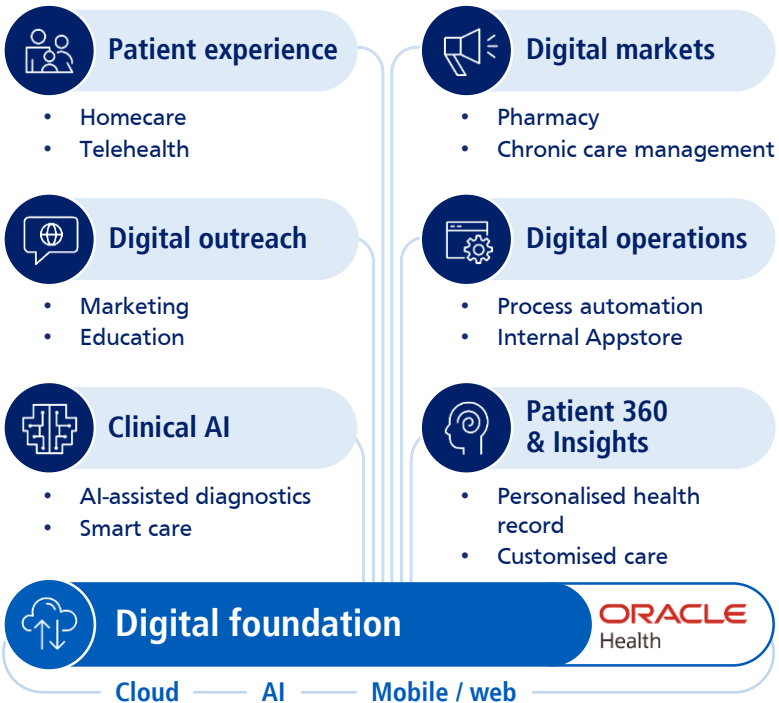 Patient experience
• Homecare
• Telehealth
Digital markets
• Pharmacy
• Chronic care management
Digital outreach
• Marketing
• Education
Digital operations
• Process automation
• Internal Appstore
Clinical AI
• AI-assisted diagnostics
• Smart care
Patient 360
& Insights
• Personalised health
record
• Customised care
Digital foundation
ORACLE
Health
Cloud
AI
Mobile / web